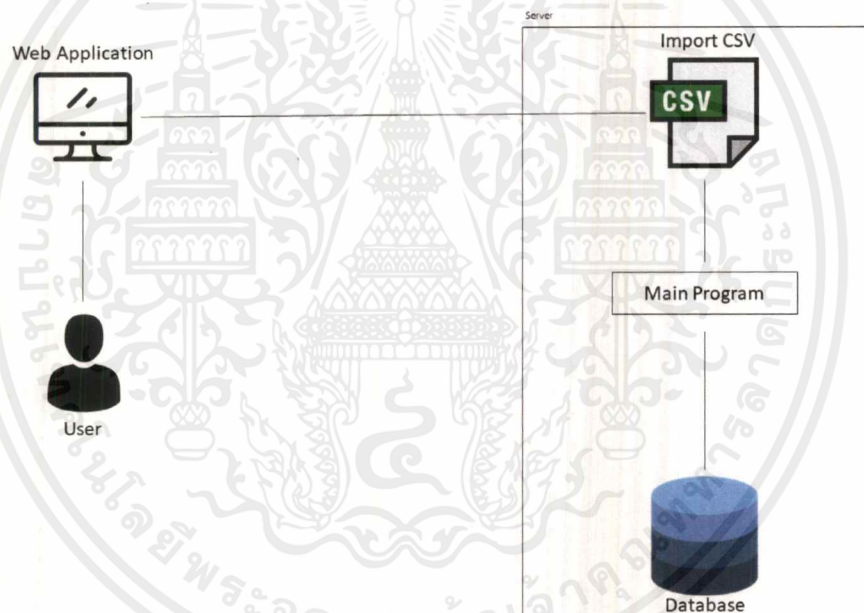 Server
Web Application
Import CSV
CSV
Main Program
User
Database